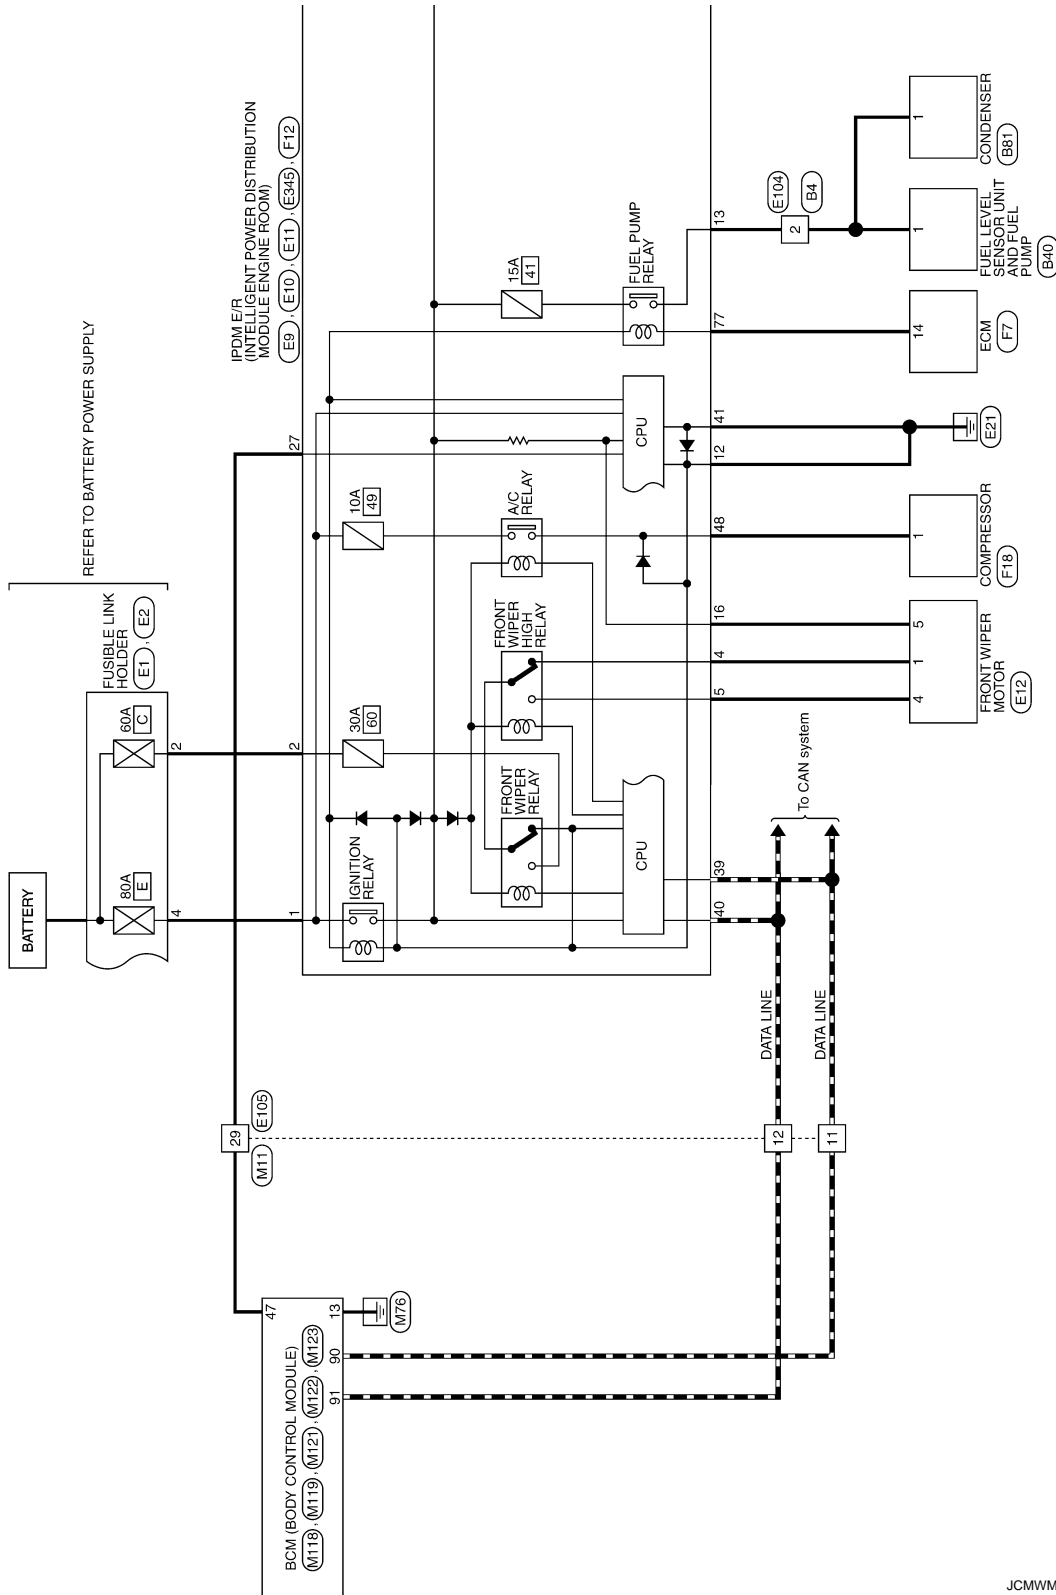 REFER TO BATTERY POWER SUPPLY
BATTERY
FUSIBLE LINK
HOLDER
E1 , E2
80A
E
60A
C
4
2
IPDM E/R
(INTELLIGENT POWER DISTRIBUTION
MODULE ENGINE ROOM)
E9 , E10 , E11 , E345 , F12
1
2
27
IGNITION
RELAY
30A
60
10A
49
FRONT
WIPER
RELAY
FRONT
WIPER
HIGH
RELAY
A/C
RELAY
15A
41
CPU
CPU
FUEL PUMP
RELAY
40
39
5
4
16
48
12
41
77
13
29
M11
E105
DATA LINE
DATA LINE
12
11
To CAN system
E104
2
B4
4
1
5
FRONT WIPER
MOTOR
E12
1
COMPRESSOR
F18
E21
14
ECM
F7
1
FUEL LEVEL
SENSOR UNIT
AND FUEL
PUMP
B40
1
CONDENSER
B81
BCM (BODY CONTROL MODULE)
M118 , M119 , M121 , M122 , M123
47
13
90
91
M76
JCMWM